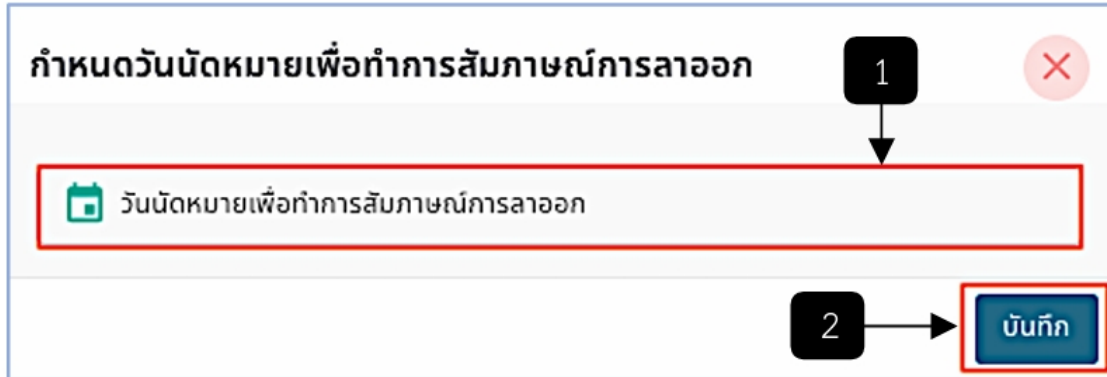 กำหนดวันนัดหมายเพื่อทำการสัมภาษณ์การลาออก
1
วันนัดหมายเพื่อทำการสัมภาษณ์การลาออก
2
บันทึก